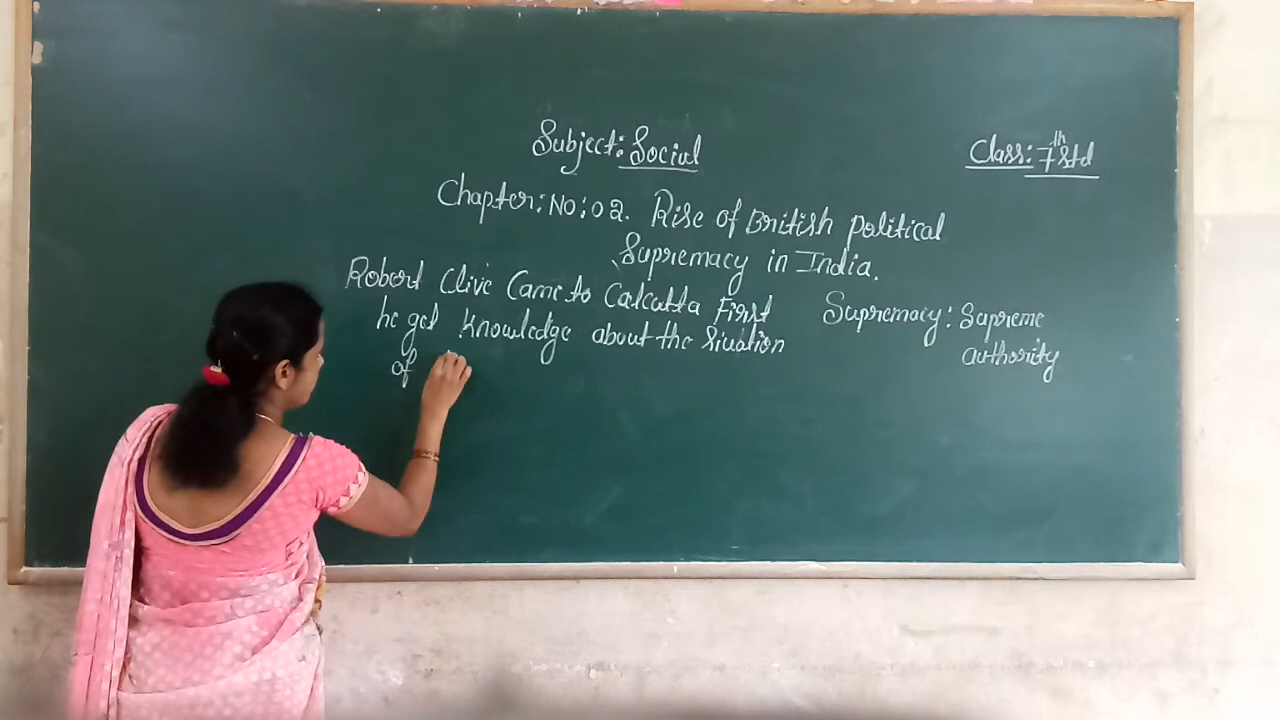 Subject: Social
Class: 7th Std
Chapter: No: 02. Rise of British Political
Supremacy in India.
Robert Clive Came to Calcutta First
he get Knowledge about the Siuation
of
Supremacy: Supreme
authority